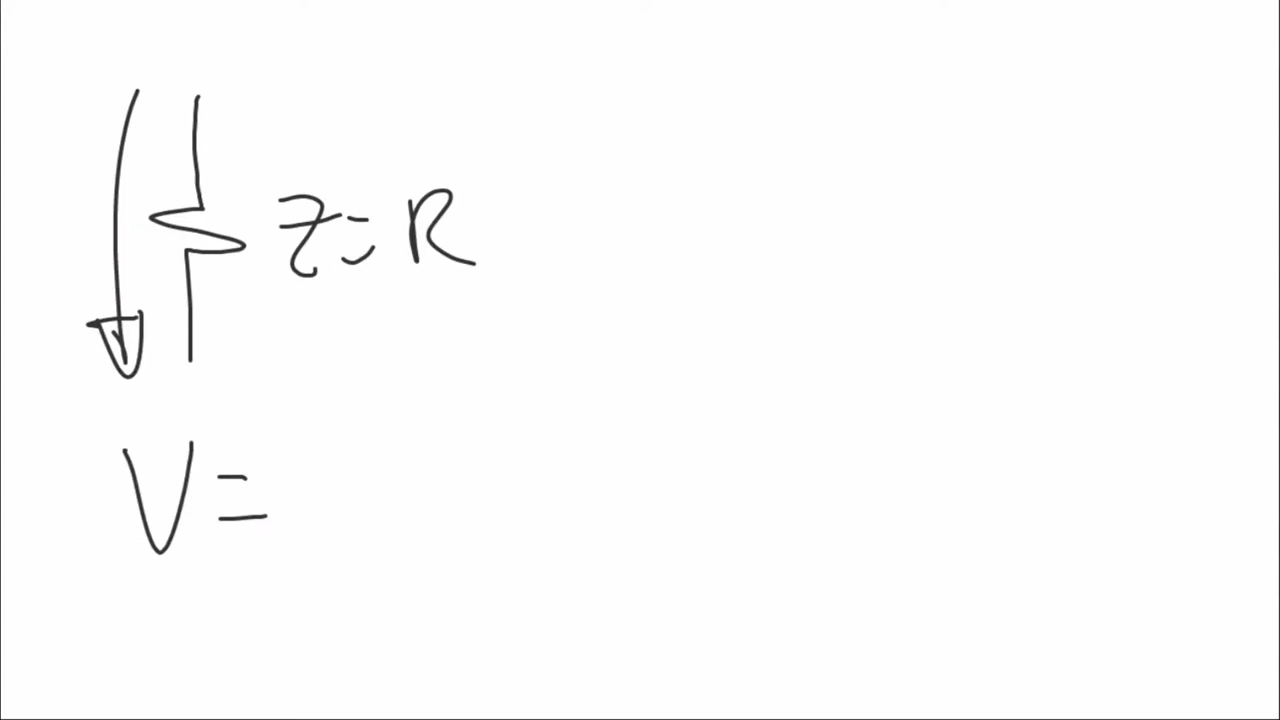 Z = R
V =